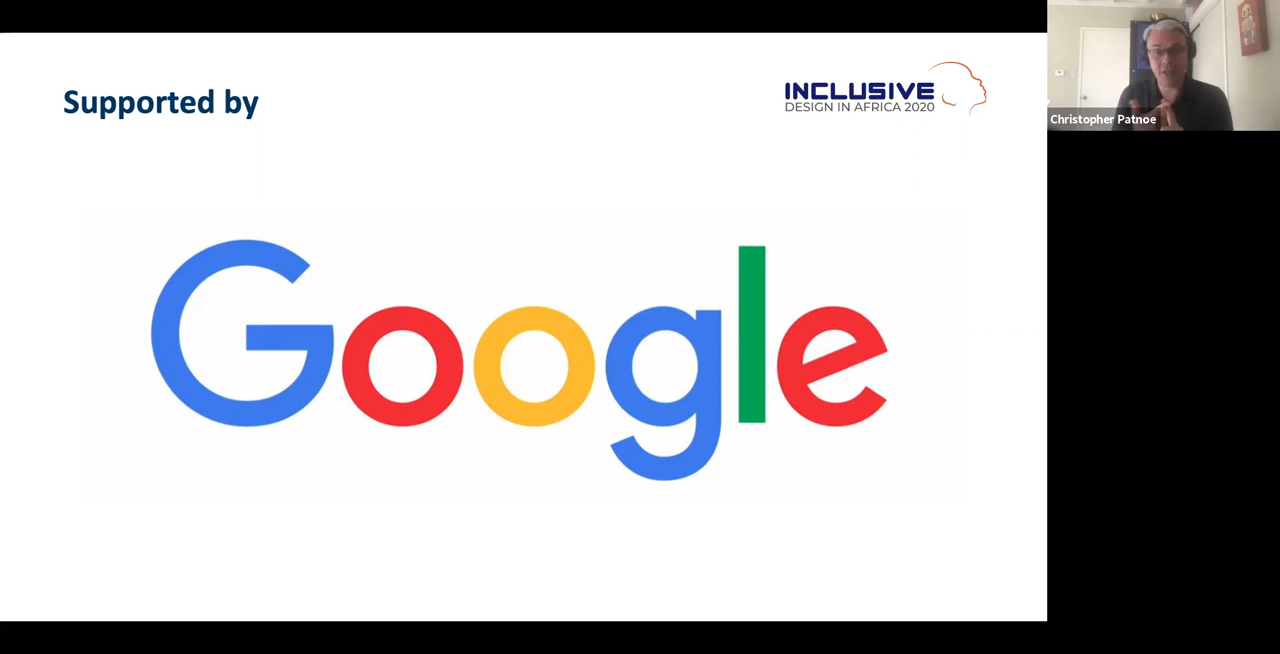 Supported by
INCLUSIVE
DESIGN IN AFRICA 2020
Christopher Patnoe
Google